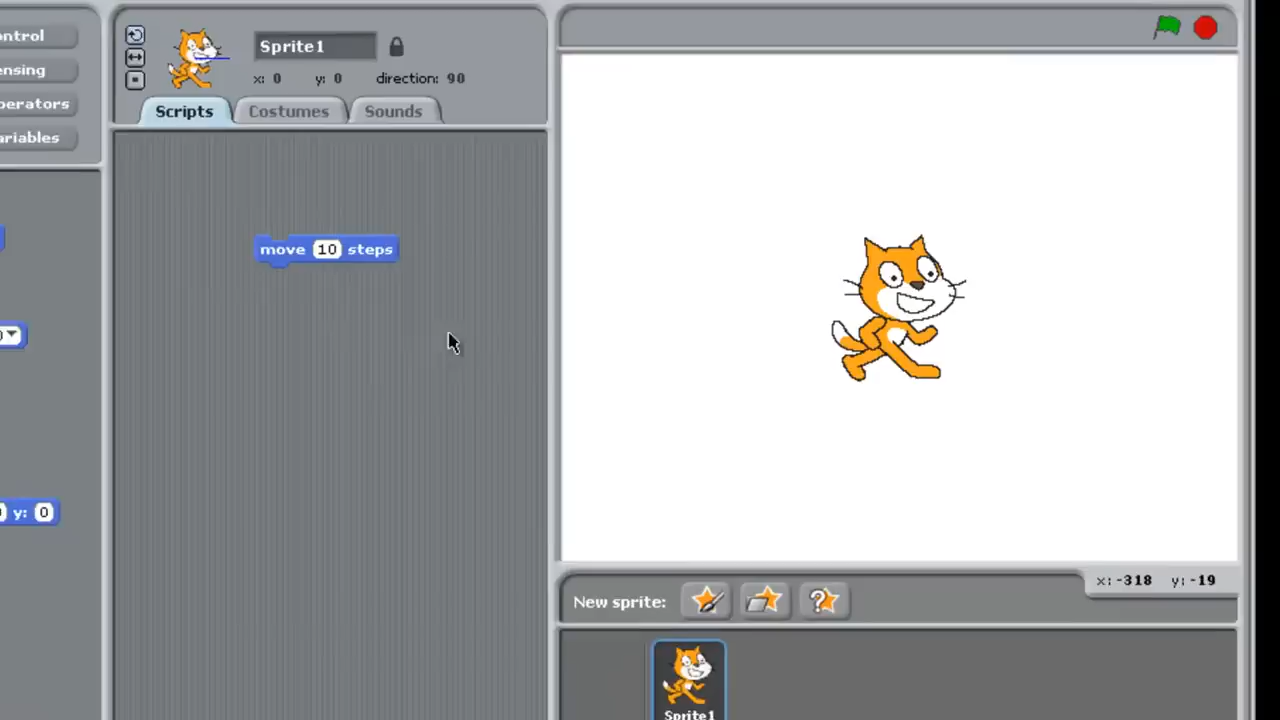 ontrol
ensing
perators
ariables
Sprite1
x: 0 y: 0 direction: 90
Scripts Costumes Sounds
move 10 steps
y: 0
x: -318 y: -19
New sprite:
Sprite1